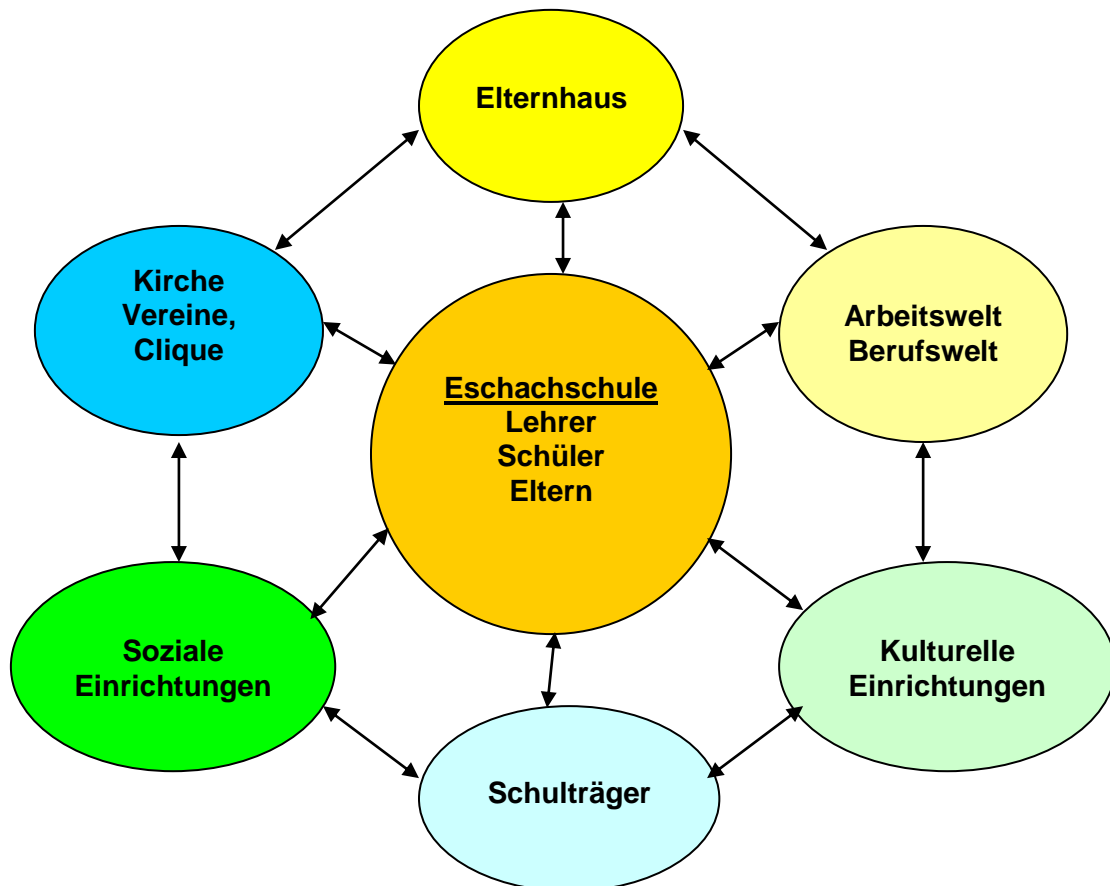 Elternhaus
Kirche
Vereine,
Clique
Arbeitswelt
Berufswelt
Eschachschule
Lehrer
Schüler
Eltern
Soziale
Einrichtungen
Kulturelle
Einrichtungen
Schulträger